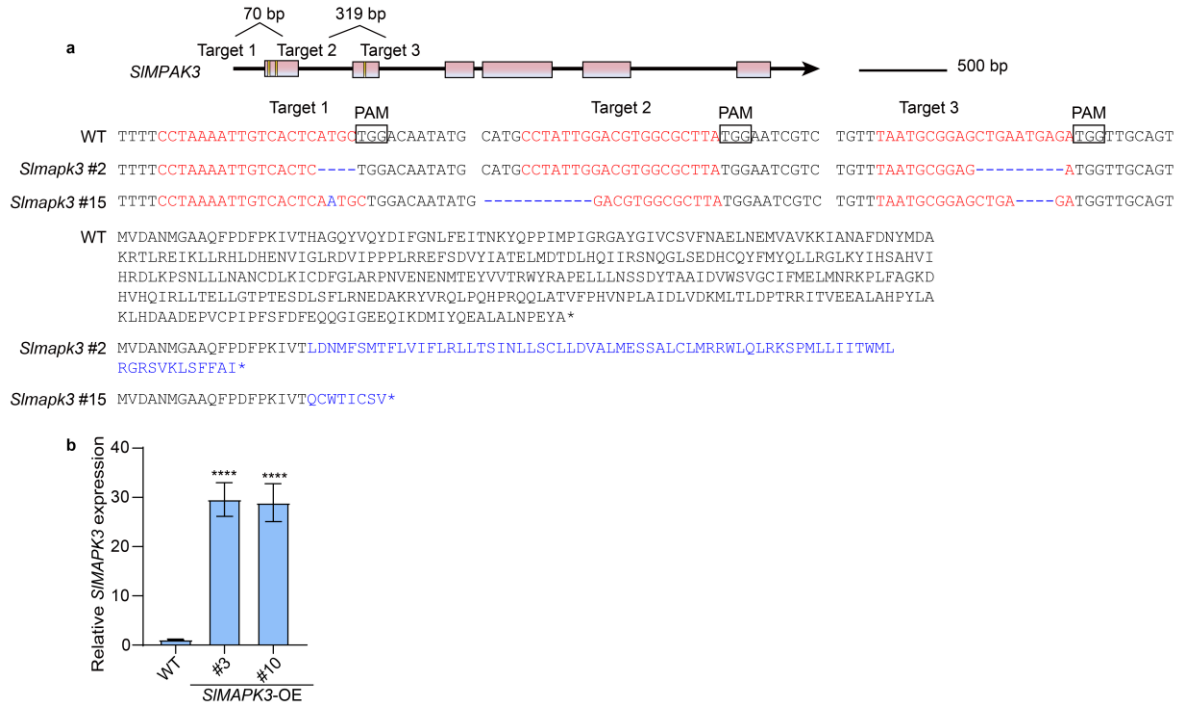 70 bp 319 bp
a Target 1 Target 2 Target 3
SlMPAK3 500 bp
Target 1 PAM Target 2 PAM Target 3 PAM
WT TTTTCCTAAAATTGTCACTCATGCTGGACAATATG CATGCCTATTGGACGTGGCGCTTATGGAATCGTC TGTTTAATGCGGAGCTGAATGAGATGGTTGCAGT
Slmapk3 #2 TTTTCCTAAAATTGTCACTC----TGGACAATATG CATGCCTATTGGACGTGGCGCTTATGGAATCGTC TGTTTAATGCGGAG---------ATGGTTGCAGT
Slmapk3 #15 TTTTCCTAAAATTGTCACTCAATGCTGGACAATATG -----------GACGTGGCGCTTATGGAATCGTC TGTTTAATGCGGAGCTGA----GATGGTTGCAGT
WT MVDANMGAAQFPDFPKIVTHAGQYVQYDIFGNLFEITNKYQPPIMPIGRGAYGIVCSVFNAELNEMVAVKKIANAFDNYMDA
KRTLREIKLLRHLDHENVIGLRDVIPPPLRREFSDVYIATELMDTDLHQIIRSNQGLSEDHCQYFMYQLLRGLKYIHSAHVI
HRDLKPSNLLLNANCDLKICDFGLARPNVENENMTEYVVTRWYRAPELLLNSSDYTAAIDVWSVGCIFMELMNRKPLFAGKD
HVHQIRLLTELLGTPTESDLSFLRNEDAKRYVRQLPQHPRQQLATVFPHVNPLAIDLVDKMLTLDPTRRITVEEALAHPYLA
KLHDAADEPVCPIPFSFDFEQQGIGEEQIKDMIYQEALALNPEYA*
Slmapk3 #2 MVDANMGAAQFPDFPKIVTLDNMFSMTFLVIFLRLLTSINLLSCLLDVALMESSALCLMRRWLQLRKSPMLLIITWML
RGRSVKLSFFAI*
Slmapk3 #15 MVDANMGAAQFPDFPKIVTQCWTICSV*
b
Relative SlMAPK3 expression
40
30
20
10
0
**** ****
WT #3 #10
SlMAPK3-OE